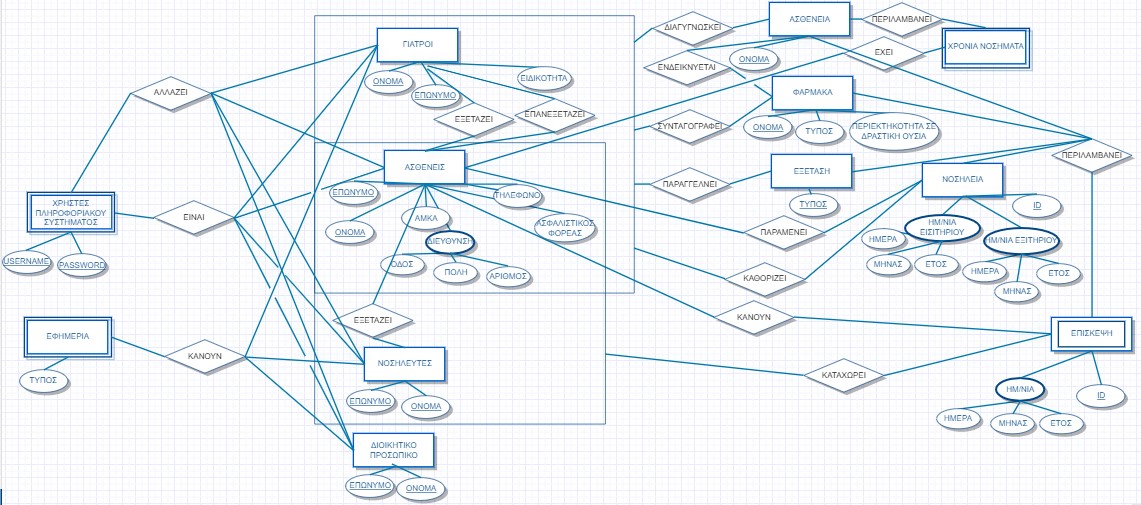 ΑΣΘΕΝΕΙΑ
ΠΕΡΙΛΑΜΒΑΝΕΙ
ΔΙΑΓΥΓΝΩΣΚΕΙ
ΓΙΑΤΡΟΙ
ΕΧΕΙ
ΧΡΟΝΙΑ ΝΟΣΗΜΑΤΑ
ΟΝΟΜΑ
ΕΝΔΕΙΚΝΥΕΤΑΙ
ΕΙΔΙΚΟΤΗΤΑ
ΟΝΟΜΑ
ΕΠΩΝΥΜΟ
ΑΛΛΑΖΕΙ
ΦΑΡΜΑΚΑ
ΕΞΕΤΑΖΕΙ
ΕΠΑΝΕΞΕΤΑΖΕΙ
ΣΥΝΤΑΓΟΓΡΑΦΕΙ
ΟΝΟΜΑ
ΤΥΠΟΣ
ΠΕΡΙΕΚΤΗΚΟΤΗΤΑ ΣΕ
ΔΡΑΣΤΙΚΗ ΟΥΣΙΑ
ΠΕΡΙΛΑΜΒΑΝΕΙ
ΑΣΘΕΝΕΙΣ
ΕΞΕΤΑΣΗ
ΝΟΣΗΛΕΙΑ
ΠΑΡΑΓΓΕΛΝΕΙ
ΕΠΩΝΥΜΟ
ΤΗΛΕΦΩΝΟ
ΤΥΠΟΣ
ID
ΧΡΗΣΤΕΣ
ΠΛΗΡΟΦΟΡΙΑΚΟΥ
ΣΥΣΤΗΜΑΤΟΣ
ΕΙΝΑΙ
ΑΜΚΑ
ΟΝΟΜΑ
ΑΣΦΑΛΙΣΤΙΚΟΣ
ΦΟΡΕΑΣ
ΠΑΡΑΜΕΝΕΙ
ΗΜ/ΝΙΑ
ΕΙΣΙΤΗΡΙΟΥ
ΗΜΕΡΑ
ΔΙΕΥΘΥΝΣΗ
ΗΜ/ΝΙΑ ΕΞΙΤΗΡΙΟΥ
USERNAME
PASSWORD
ΟΔΟΣ
ΠΟΛΗ
ΑΡΙΘΜΟΣ
ΚΑΘΟΡΙΖΕΙ
ΜΗΝΑΣ
ΕΤΟΣ
ΗΜΕΡΑ
ΕΤΟΣ
ΜΗΝΑΣ
ΕΞΕΤΑΖΕΙ
ΚΑΝΟΥΝ
ΕΦΗΜΕΡΙΑ
ΚΑΝΟΥΝ
ΝΟΣΗΛΕΥΤΕΣ
ΕΠΙΣΚΕΨΗ
ΤΥΠΟΣ
ΚΑΤΑΧΩΡΕΙ
ΕΠΩΝΥΜΟ
ΟΝΟΜΑ
ΗΜ/ΝΙΑ
ID
ΗΜΕΡΑ
ΜΗΝΑΣ
ΕΤΟΣ
ΔΙΟΙΚΗΤΙΚΟ
ΠΡΟΣΩΠΙΚΟ
ΕΠΩΝΥΜΟ
ΟΝΟΜΑ